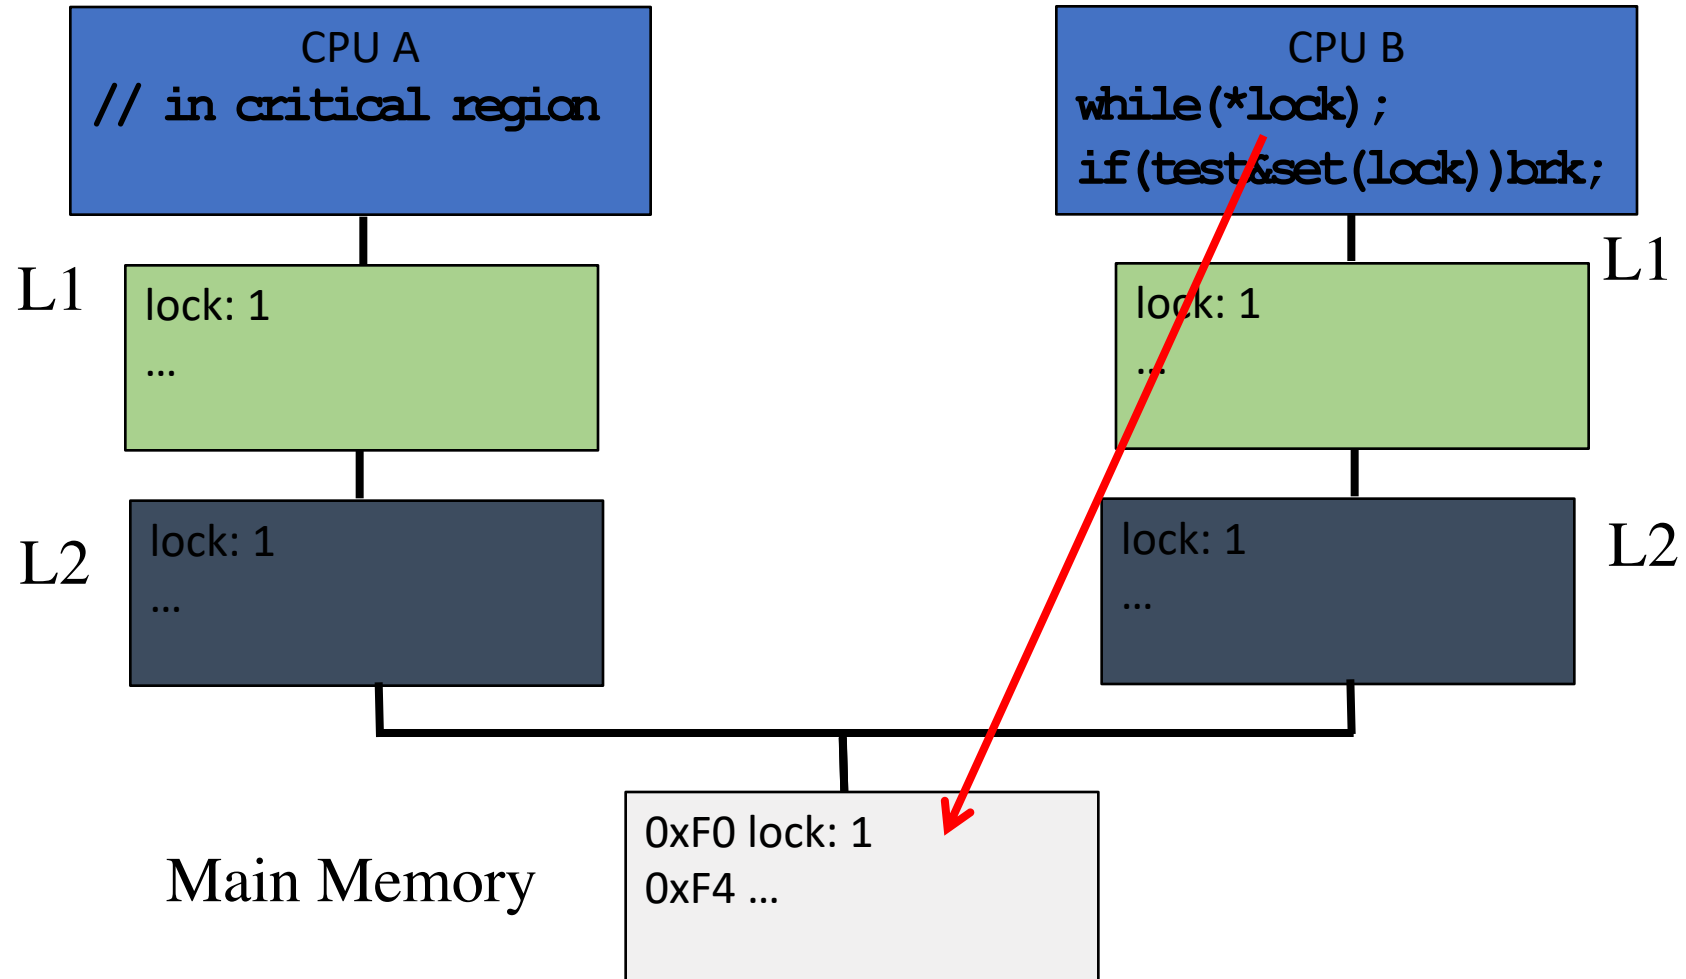 CPU A
// in critical region
CPU B
while(*lock);
if(test&set(lock))brk;
L1
lock: 1
...
L1
lock: 1
...
L2
lock: 1
...
L2
lock: 1
...
Main Memory
0xF0 lock: 1
0xF4 ...